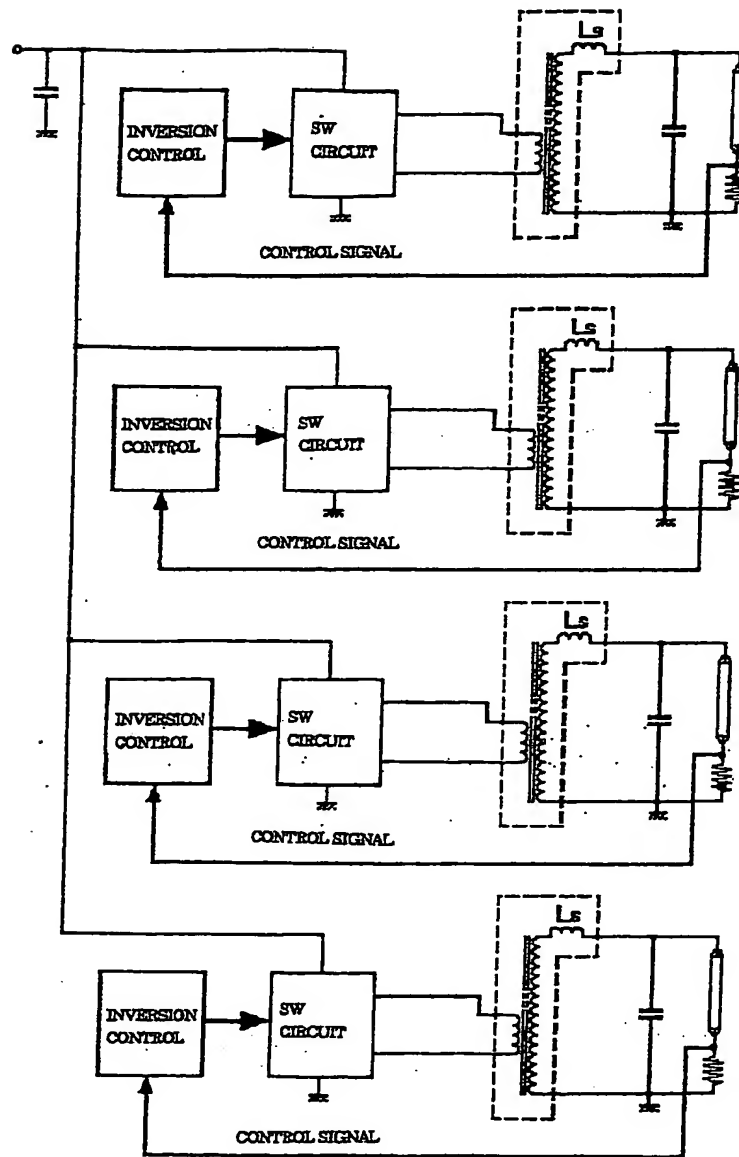 Ls
INVERSION
CONTROL
SW
CIRCUIT
CONTROL SIGNAL
Ls
INVERSION
CONTROL
SW
CIRCUIT
CONTROL SIGNAL
Ls
INVERSION
CONTROL
SW
CIRCUIT
CONTROL SIGNAL
Ls
INVERSION
CONTROL
SW
CIRCUIT
CONTROL SIGNAL